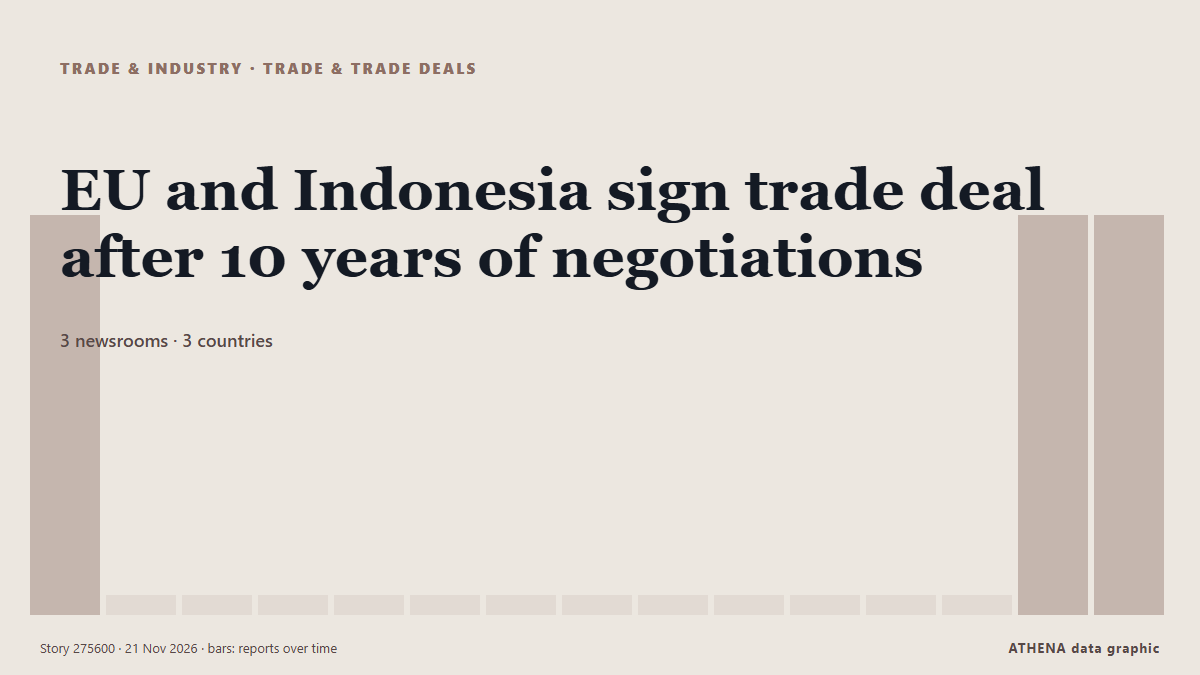 TRADE & INDUSTRY · TRADE & TRADE DEALS
EU and Indonesia sign trade deal
after 10 years of negotiations
3 newsrooms · 3 countries
Story 275600 · 21 Nov 2026 · bars: reports over time
ATHENA data graphic